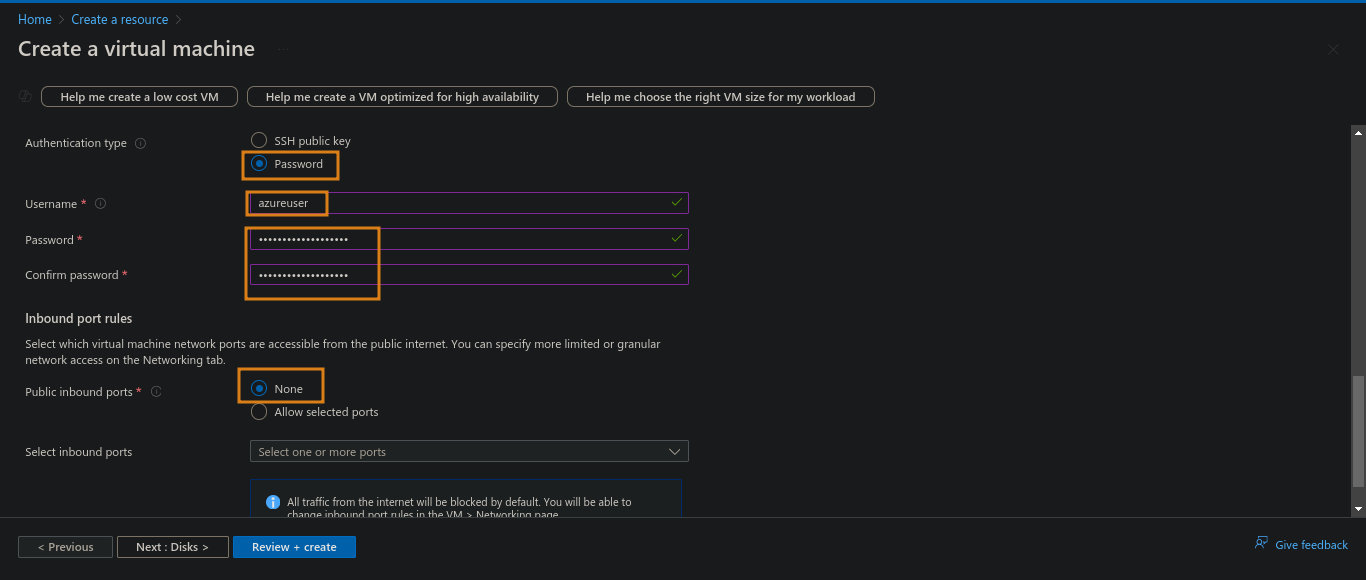 Home > Create a resource >
Create a virtual machine ...
Help me create a low cost VM Help me create a VM optimized for high availability Help me choose the right VM size for my workload
Authentication type
SSH public key
Password
Username *
azureuser
Password *
•••••••••••••••••••
Confirm password *
•••••••••••••••••••
Inbound port rules
Select which virtual machine network ports are accessible from the public internet. You can specify more limited or granular
network access on the Networking tab.
Public inbound ports *
None
Allow selected ports
Select inbound ports
Select one or more ports
All traffic from the internet will be blocked by default. You will be able to
change inbound port rules in the VM > Networking page.
< Previous Next : Disks > Review + create
Give feedback